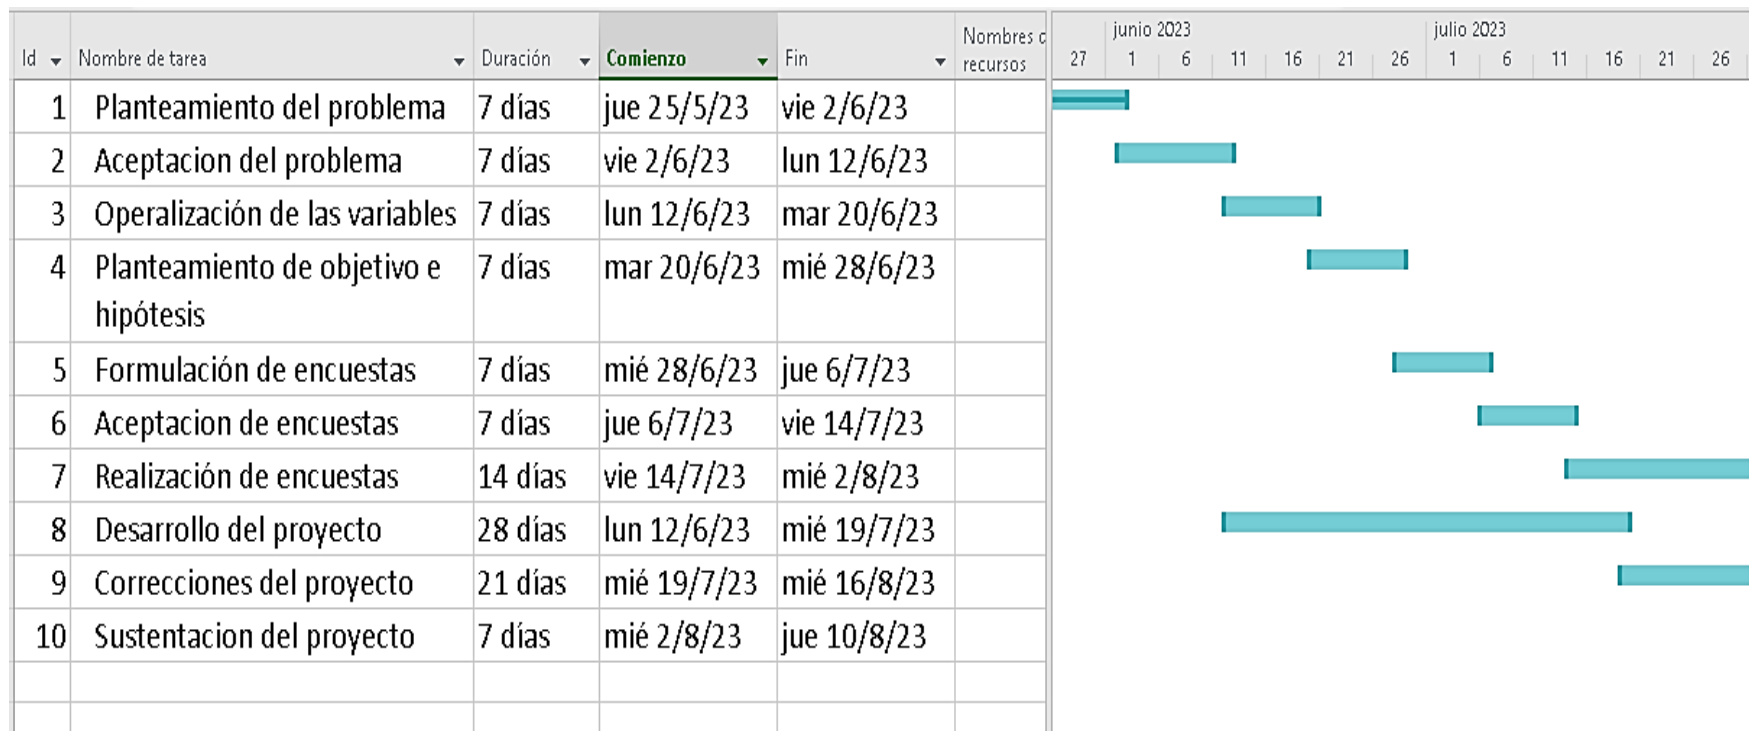 junio 2023 julio 2023
Id Nombre de tarea Duración Comienzo Fin Nombres d
recursos 27 1 6 11 16 21 26 1 6 11 16 21 26
1 Planteamiento del problema 7 días jue 25/5/23 vie 2/6/23
2 Aceptacion del problema 7 días vie 2/6/23 lun 12/6/23
3 Operalización de las variables 7 días lun 12/6/23 mar 20/6/23
4 Planteamiento de objetivo e 7 días mar 20/6/23 mié 28/6/23
hipótesis
5 Formulación de encuestas 7 días mié 28/6/23 jue 6/7/23
6 Aceptacion de encuestas 7 días jue 6/7/23 vie 14/7/23
7 Realización de encuestas 14 días vie 14/7/23 mié 2/8/23
8 Desarrollo del proyecto 28 días lun 12/6/23 mié 19/7/23
9 Correcciones del proyecto 21 días mié 19/7/23 mié 16/8/23
10 Sustentacion del proyecto 7 días mié 2/8/23 jue 10/8/23